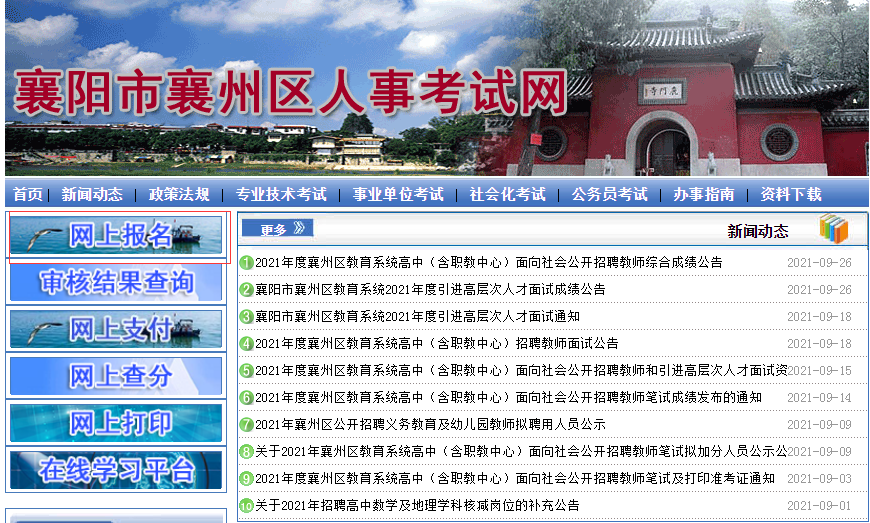 襄阳市襄州区人事考试网
鹿门寺
首页 | 新闻动态 | 政策法规 | 专业技术考试 | 事业单位考试 | 社会化考试 | 公务员考试 | 办事指南 | 资料下载
网上报名
审核结果查询
网上支付
网上查分
网上打印
在线学习平台
更多 》 新闻动态
1 2021年度襄州区教育系统高中（含职教中心）面向社会公开招聘教师综合成绩公告 2021-09-26
2 襄阳市襄州区教育系统2021年度引进高层次人才面试成绩公告 2021-09-26
3 襄阳市襄州区教育系统2021年度引进高层次人才面试通知 2021-09-18
4 2021年度襄州区教育系统高中（含职教中心）招聘教师面试公告 2021-09-18
5 2021年度襄州区教育系统高中（含职教中心）面向社会公开招聘教师和引进高层次人才面试资 2021-09-15
6 2021年度襄州区教育系统高中（含职教中心）面向社会公开招聘教师笔试成绩发布的通知 2021-09-14
7 2021年襄州区公开招聘义务教育及幼儿园教师拟聘用人员公示 2021-09-09
8 关于2021年襄州区教育系统高中（含职教中心）面向社会公开招聘教师笔试拟加分人员公示公 2021-09-09
9 2021年度襄州区教育系统高中（含职教中心）面向社会公开招聘教师笔试及打印准考证通知 2021-09-03
10 关于2021年招聘高中数学及地理学科核减岗位的补充公告 2021-09-01